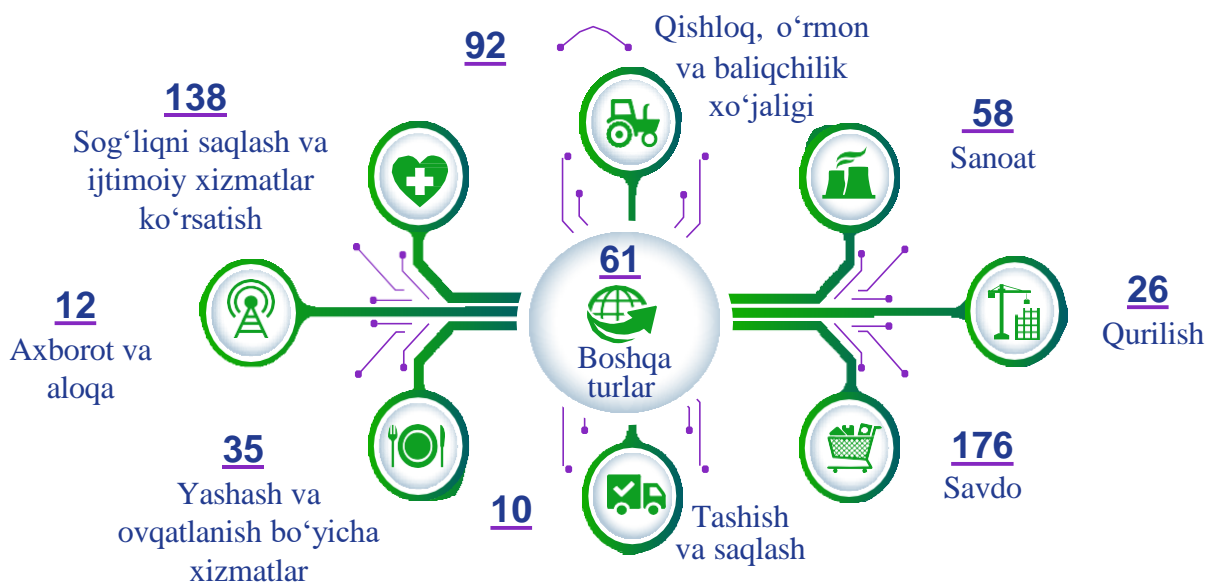 92
Qishloq, o‘rmon
va baliqchilik
xo‘jaligi
138
Sog‘liqni saqlash va
ijtimoiy xizmatlar
ko‘rsatish
58
Sanoat
61
Boshqa
turlar
12
Axborot va
aloqa
26
Qurilish
35
Yashash va
ovqatlanish bo‘yicha
xizmatlar
10
Tashish
va saqlash
176
Savdo